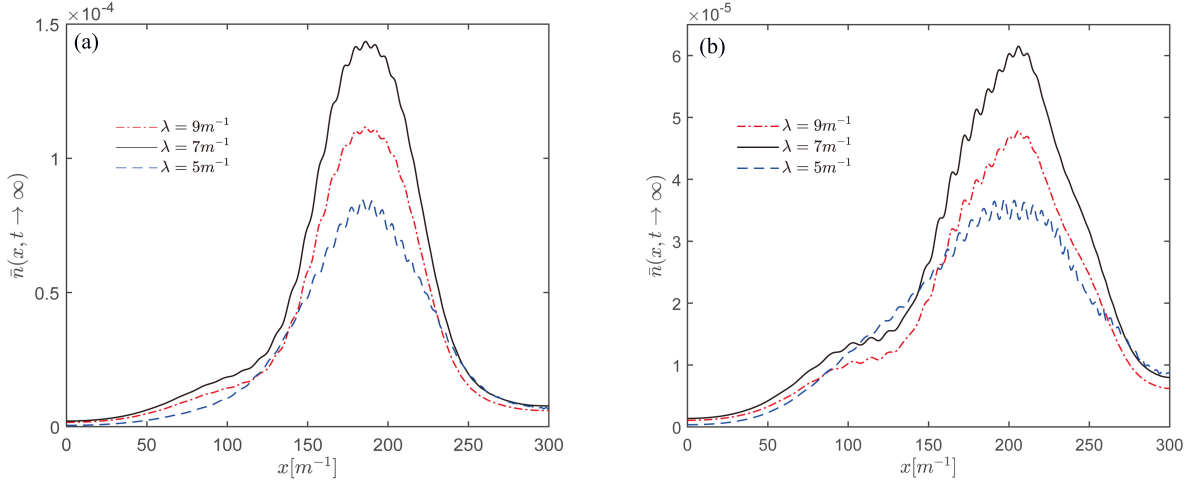 ×10⁻⁴
(a)
1.5
1
0.5
0
λ = 9m⁻¹
λ = 7m⁻¹
λ = 5m⁻¹
n̄(x, t → ∞)
0 50 100 150 200 250 300
x[m⁻¹]
×10⁻⁵
(b)
6
5
4
3
2
1
0
λ = 9m⁻¹
λ = 7m⁻¹
λ = 5m⁻¹
n̄(x, t → ∞)
0 50 100 150 200 250 300
x[m⁻¹]